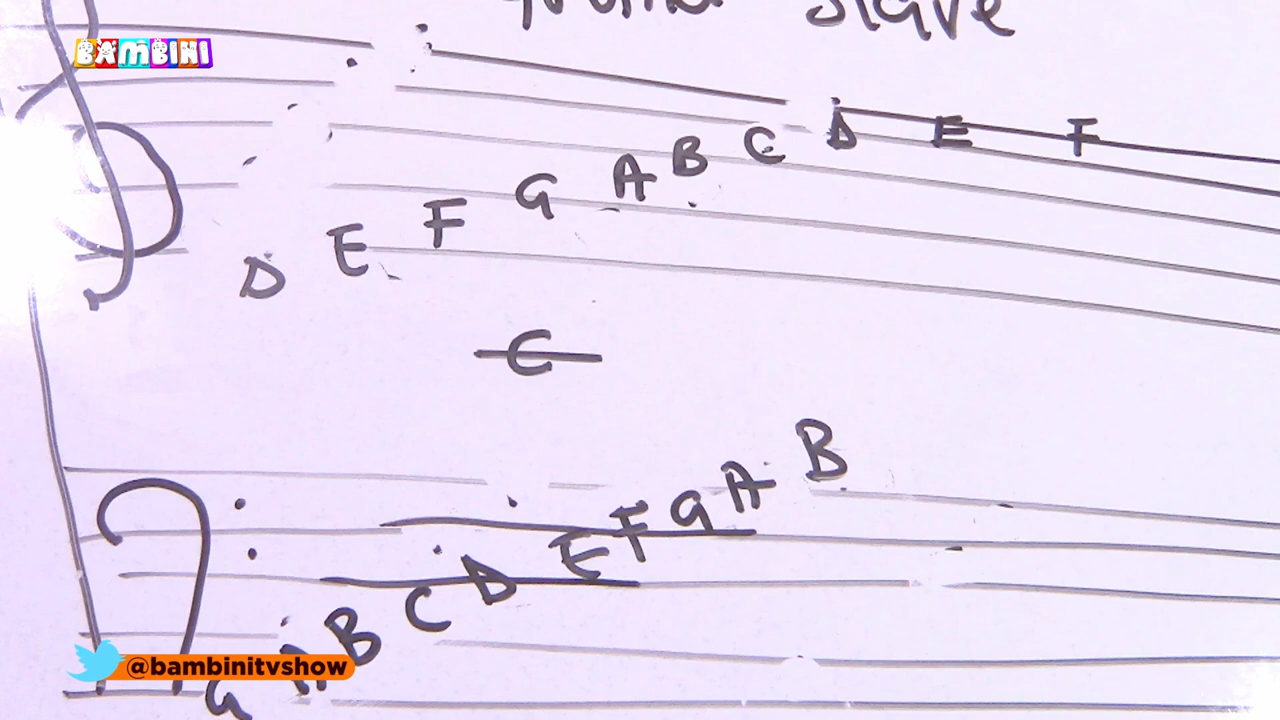 Stave
BAMBINI
D E F G A B C D E F
C
G A B C D E F G A B
@bambinitvshow